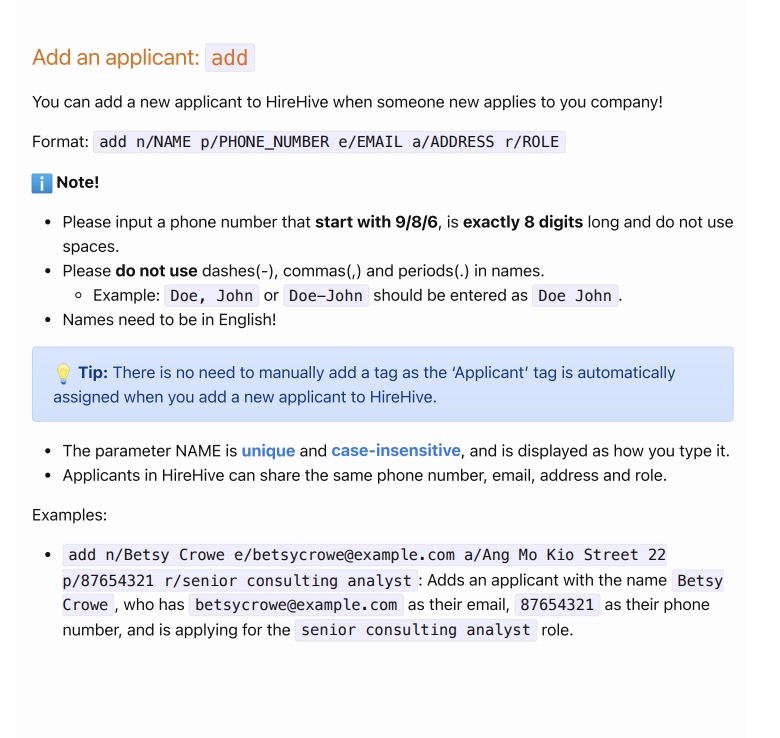 Add an applicant: add
You can add a new applicant to HireHive when someone new applies to you company!
Format: add n/NAME p/PHONE_NUMBER e/EMAIL a/ADDRESS r/ROLE
ℹ️ Note!
• Please input a phone number that start with 9/8/6, is exactly 8 digits long and do not use
spaces.
• Please do not use dashes(-), commas(,) and periods(.) in names.
◦ Example: Doe, John or Doe-John should be entered as Doe John.
• Names need to be in English!
💡 Tip: There is no need to manually add a tag as the ‘Applicant’ tag is automatically
assigned when you add a new applicant to HireHive.
• The parameter NAME is unique and case-insensitive, and is displayed as how you type it.
• Applicants in HireHive can share the same phone number, email, address and role.
Examples:
• add n/Betsy Crowe e/betsycrowe@example.com a/Ang Mo Kio Street 22
p/87654321 r/senior consulting analyst : Adds an applicant with the name Betsy
Crowe , who has betsycrowe@example.com as their email, 87654321 as their phone
number, and is applying for the senior consulting analyst role.